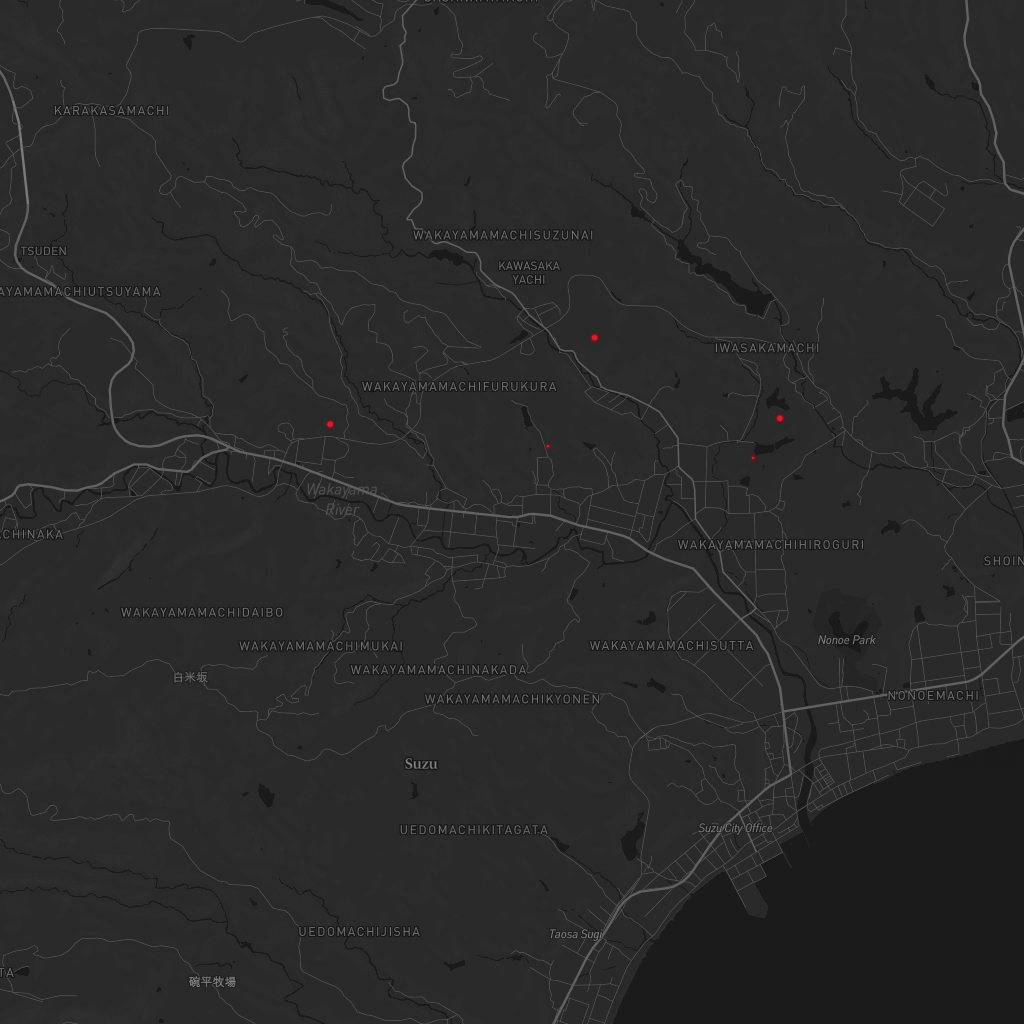 KARAKASAMACHI
WAKAYAMAMACHISUZUNAI
TSUDEN
KAWASAKA
YACHI
AYAMAMACHIUTSUYAMA
IWASAKAMACHI
WAKAYAMAMACHIFURUKURA
Wakayama
River
ACHINAKA
WAKAYAMAMACHIHIROGURI
SHOIN
WAKAYAMAMACHIDAIBO
Nonoe Park
WAKAYAMAMACHIMUKAI
WAKAYAMAMACHISUTTA
WAKAYAMAMACHINAKADA
白米坂
NONOEMACHI
WAKAYAMAMACHIKYONEN
Suzu
Suzu City Office
UEDOMACHIKITAGATA
UEDOMACHIJISHA
Taosa Sugi
TA
碗平牧場